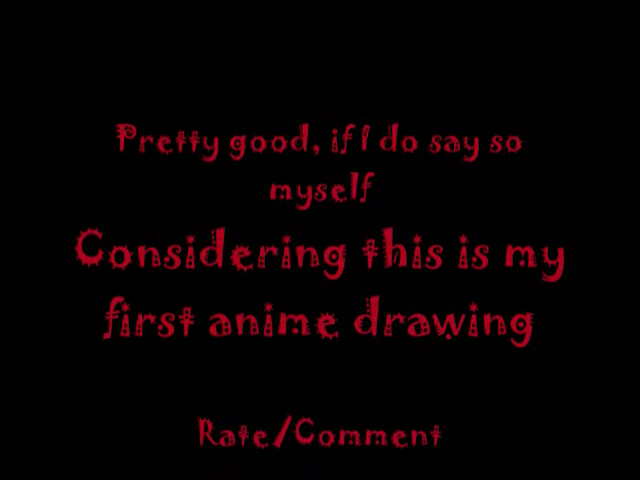 Pretty good, if I do say so
myself
Considering this is my
first anime drawing
Rate/Comment